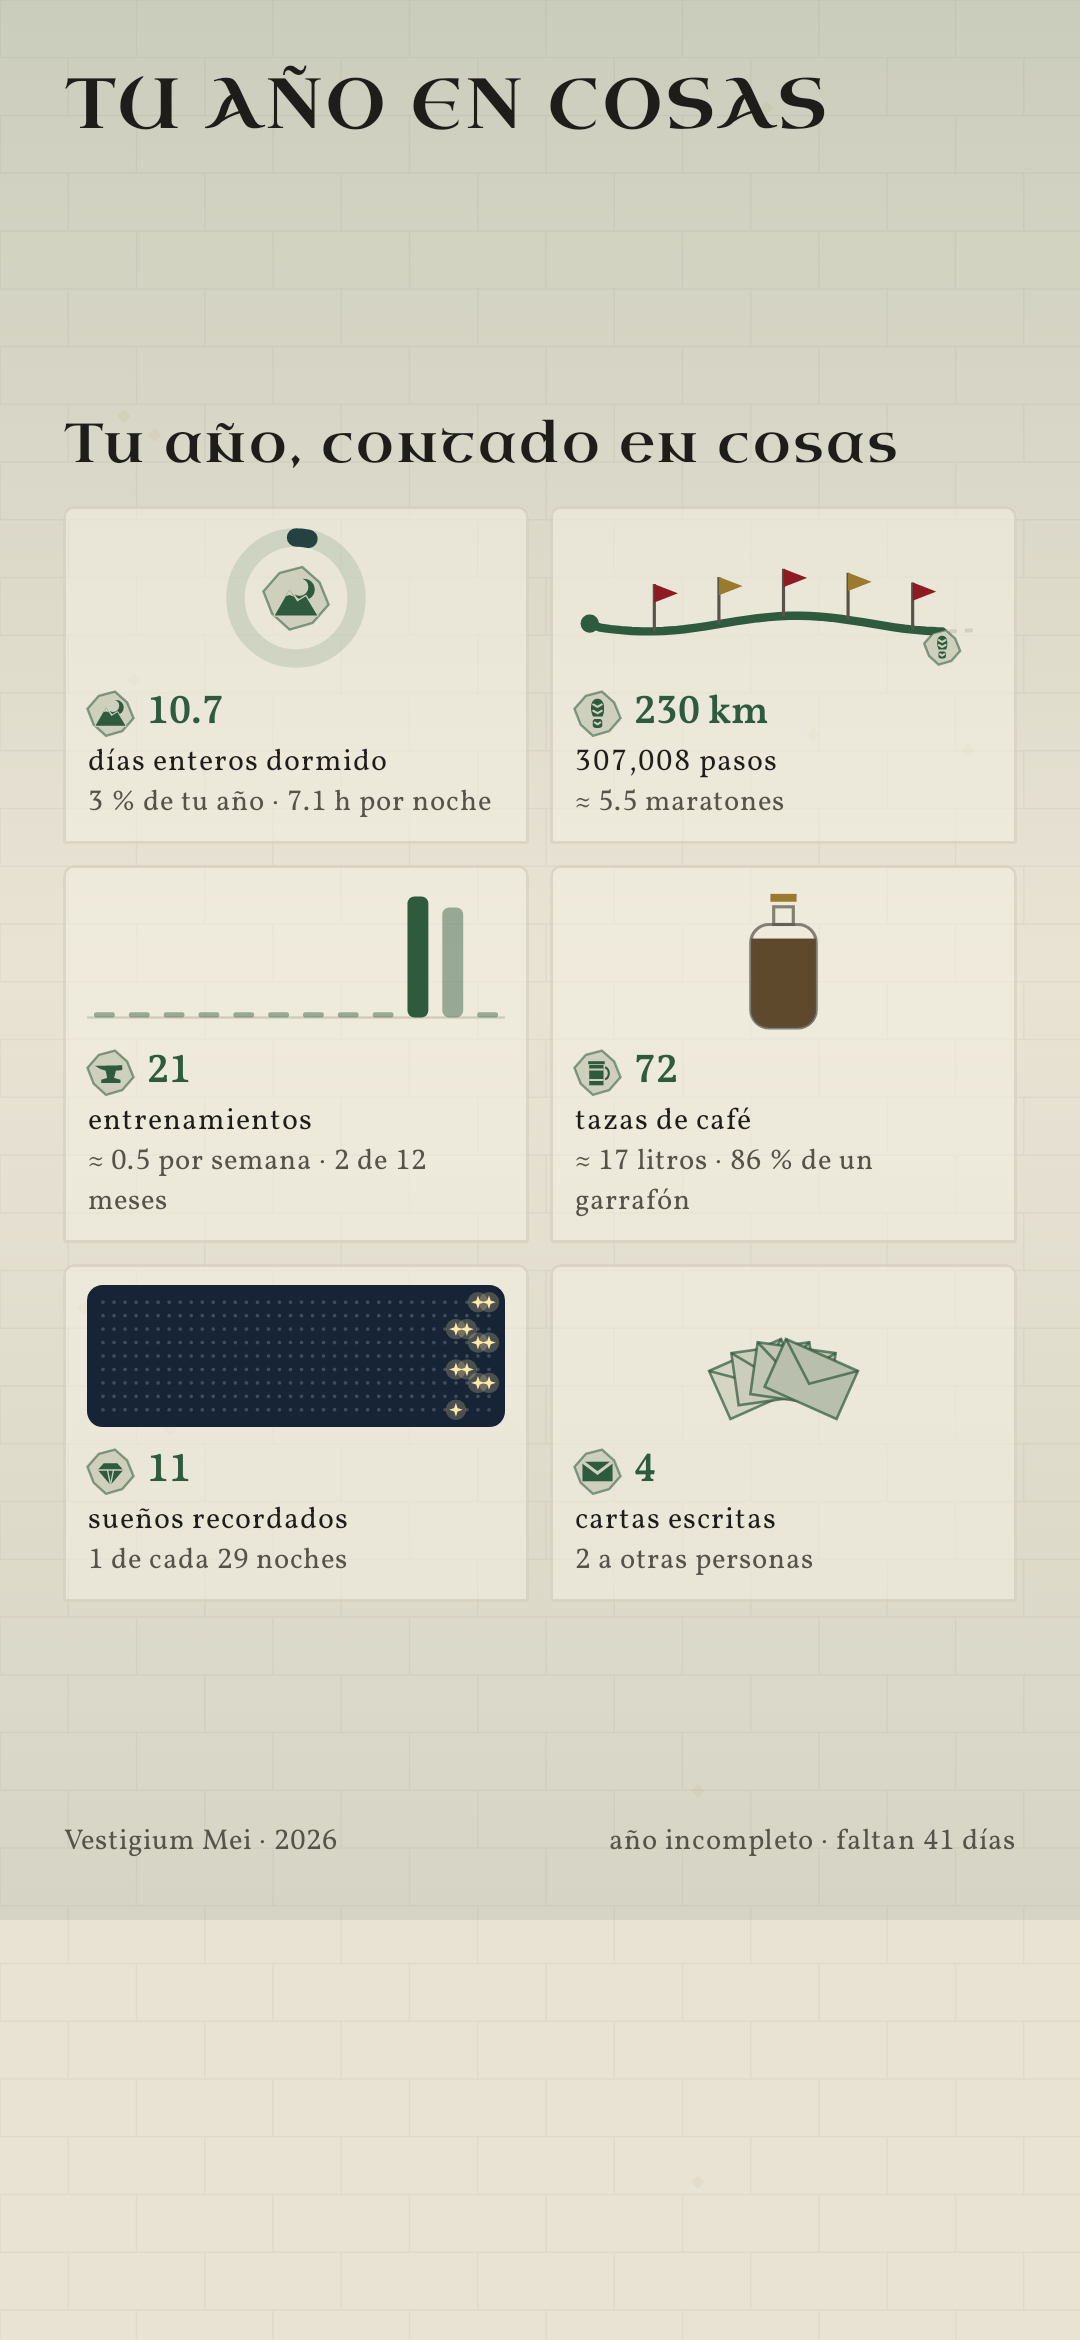 TU AÑO EN COSAS
Tu año, contado en cosas
10.7
días enteros dormido
3 % de tu año · 7.1 h por noche
230 km
307,008 pasos
≈ 5.5 maratones
21
entrenamientos
≈ 0.5 por semana · 2 de 12
meses
72
tazas de café
≈ 17 litros · 86 % de un
garrafón
11
sueños recordados
1 de cada 29 noches
4
cartas escritas
2 a otras personas
Vestigium Mei · 2026
año incompleto · faltan 41 días